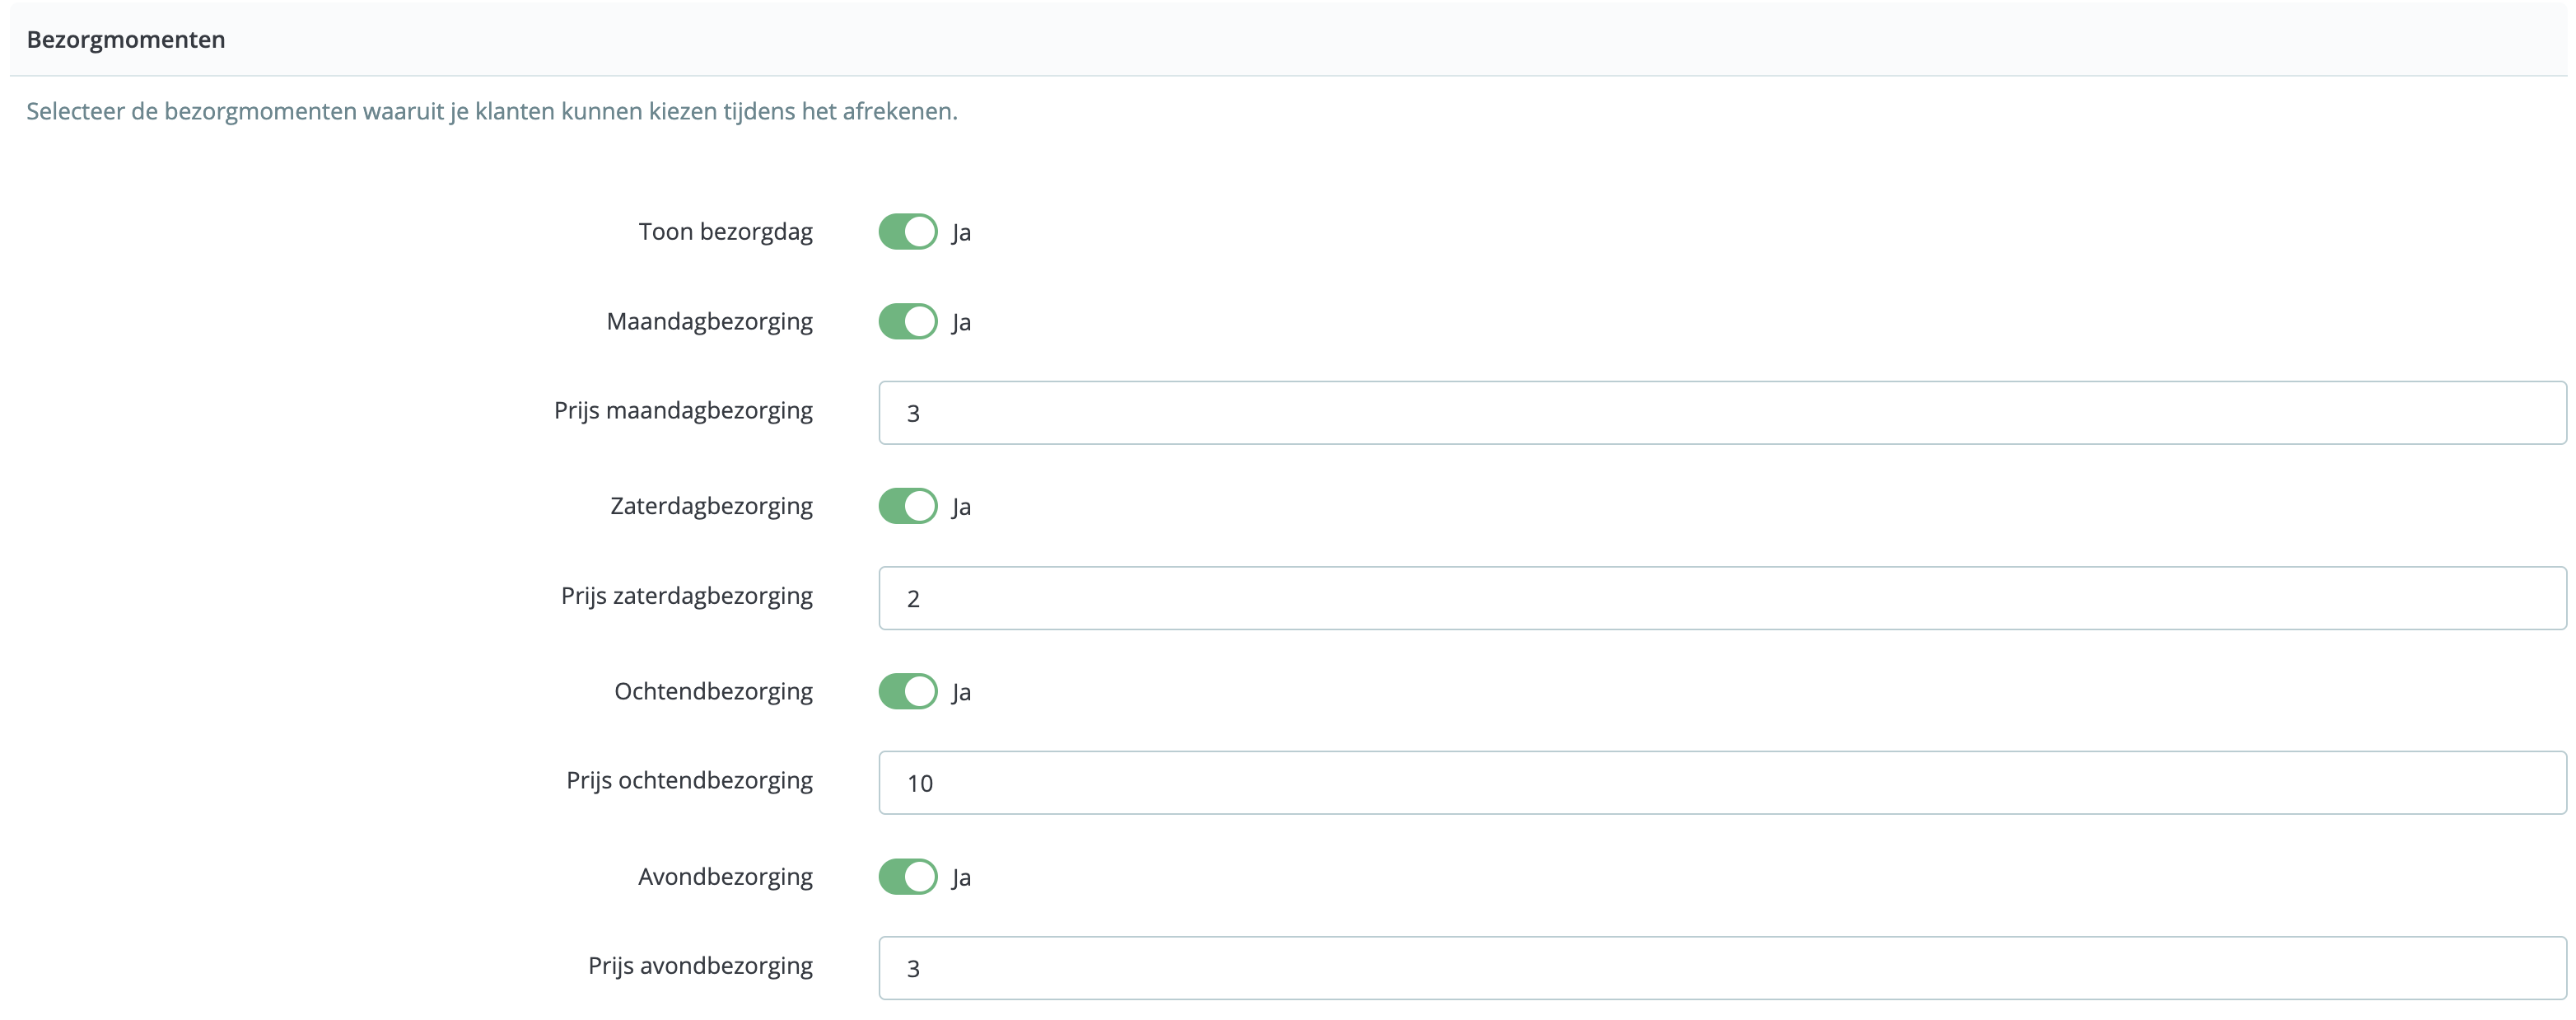 Bezorgmomenten
Selecteer de bezorgmomenten waaruit je klanten kunnen kiezen tijdens het afrekenen.
Toon bezorgdag Ja
Maandagbezorging Ja
Prijs maandagbezorging 3
Zaterdagbezorging Ja
Prijs zaterdagbezorging 2
Ochtendbezorging Ja
Prijs ochtendbezorging 10
Avondbezorging Ja
Prijs avondbezorging 3